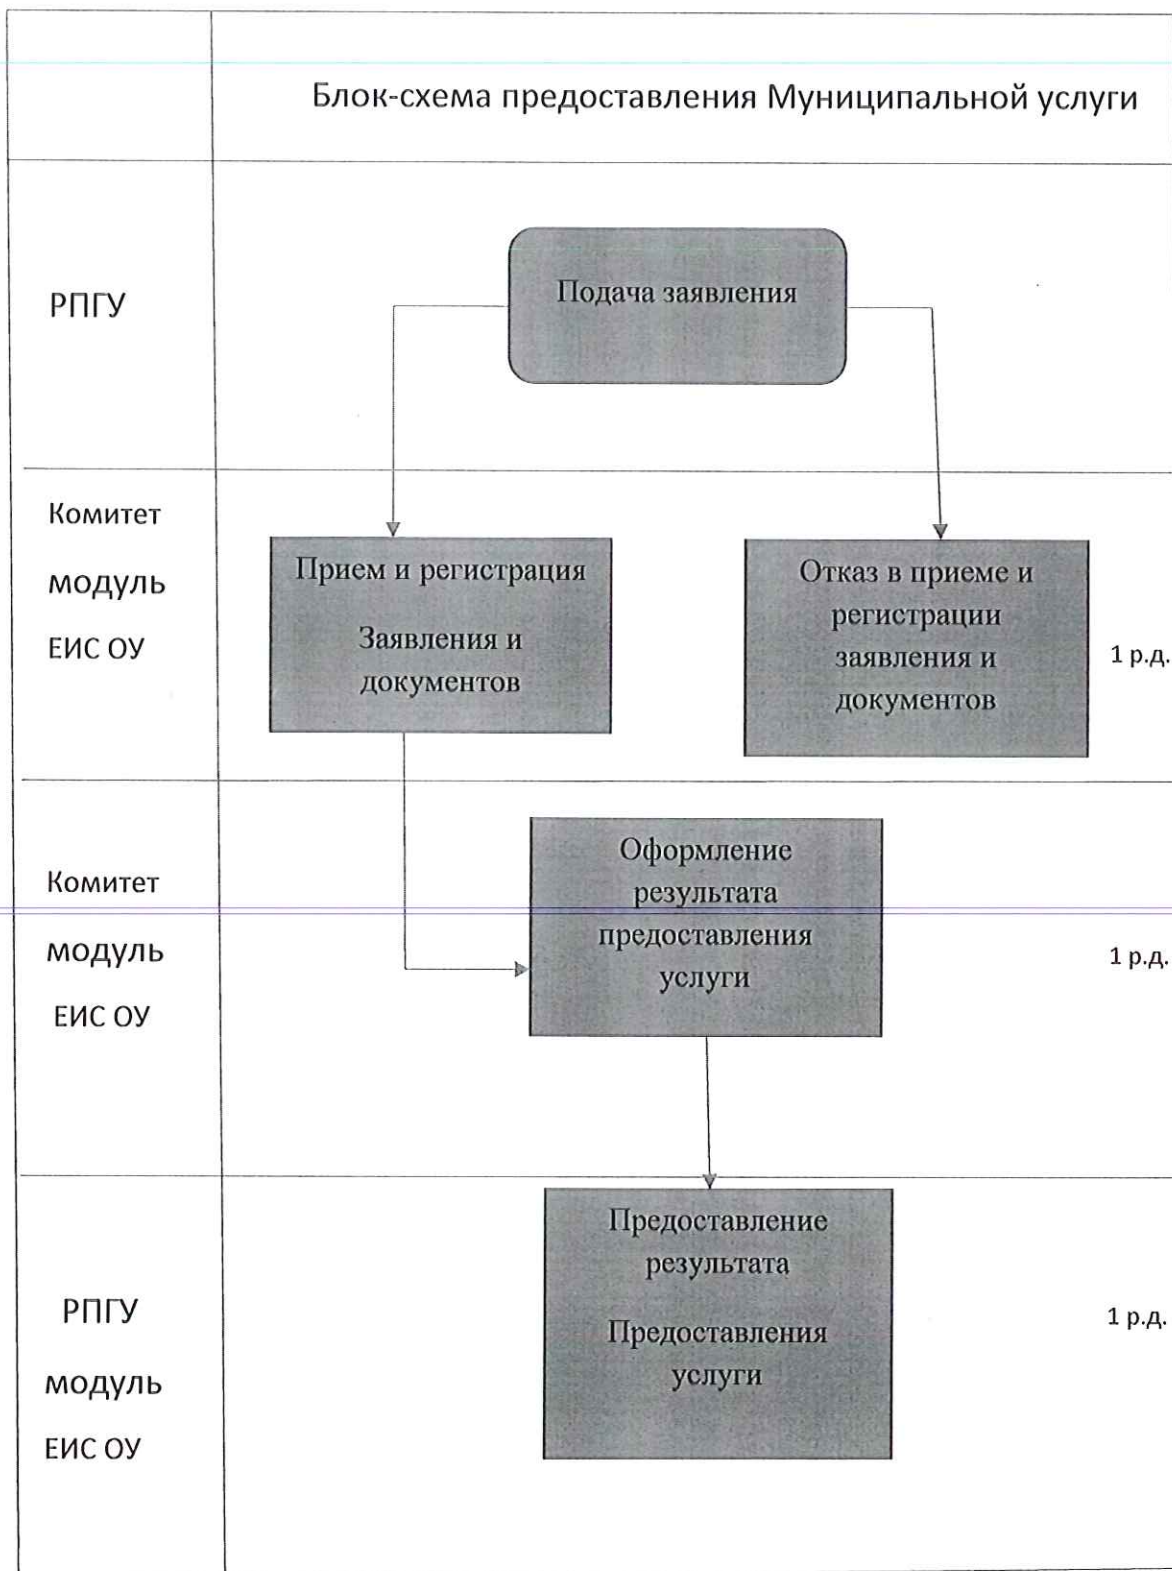 Блок-схема предоставления Муниципальной услуги
РПГУ
Подача заявления
Комитет
модуль
ЕИС ОУ
Прием и регистрация
Заявления и
документов
Отказ в приеме и
регистрации
заявления и
документов
1 р.д.
Комитет
модуль
ЕИС ОУ
Оформление
результата
предоставления
услуги
1 р.д.
РПГУ
модуль
ЕИС ОУ
Предоставление
результата
Предоставления
услуги
1 р.д.